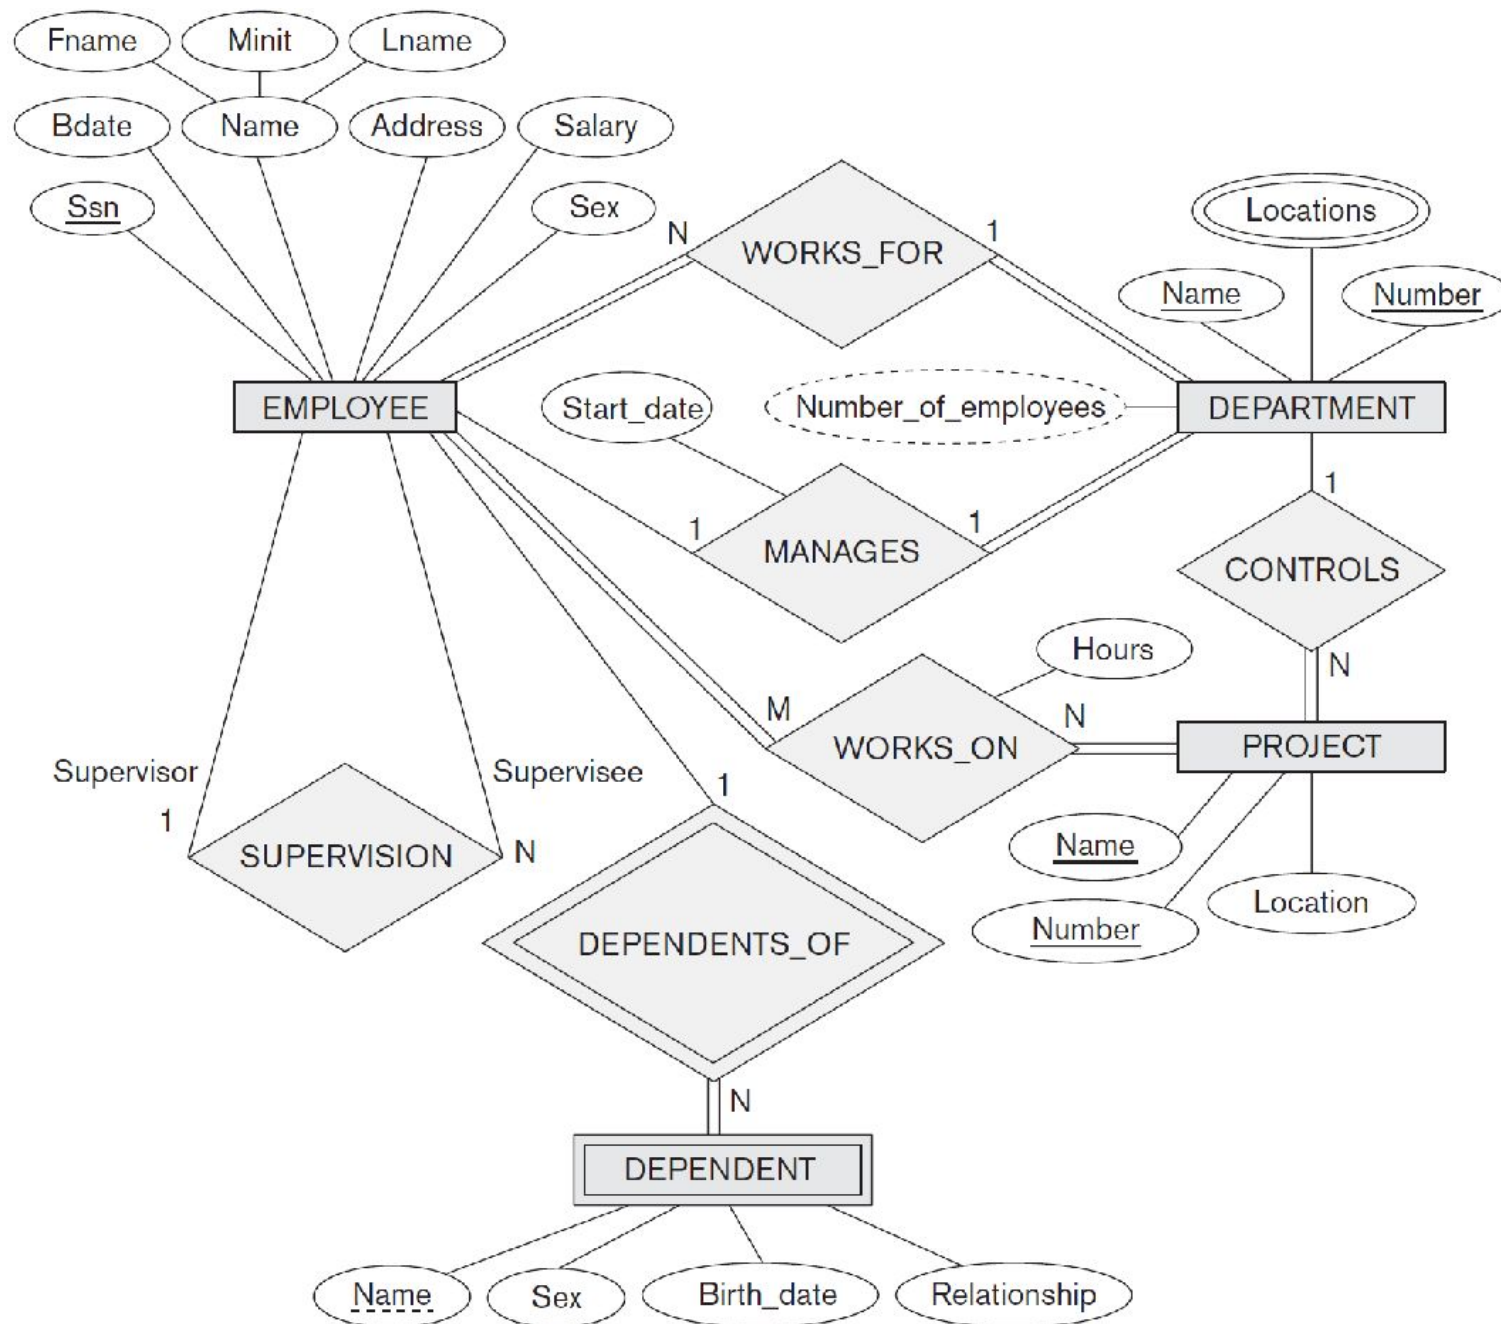 Fname Minit Lname
Bdate Name Address Salary
Ssn Sex
N WORKS_FOR 1
Locations
Name Number
EMPLOYEE Start_date Number_of_employees DEPARTMENT
1 MANAGES 1
1
CONTROLS
N
Hours
M WORKS_ON N
PROJECT
Supervisor Supervisee
1 SUPERVISION N
1
Name
Number Location
DEPENDENTS_OF
N
DEPENDENT
Name Sex Birth_date Relationship